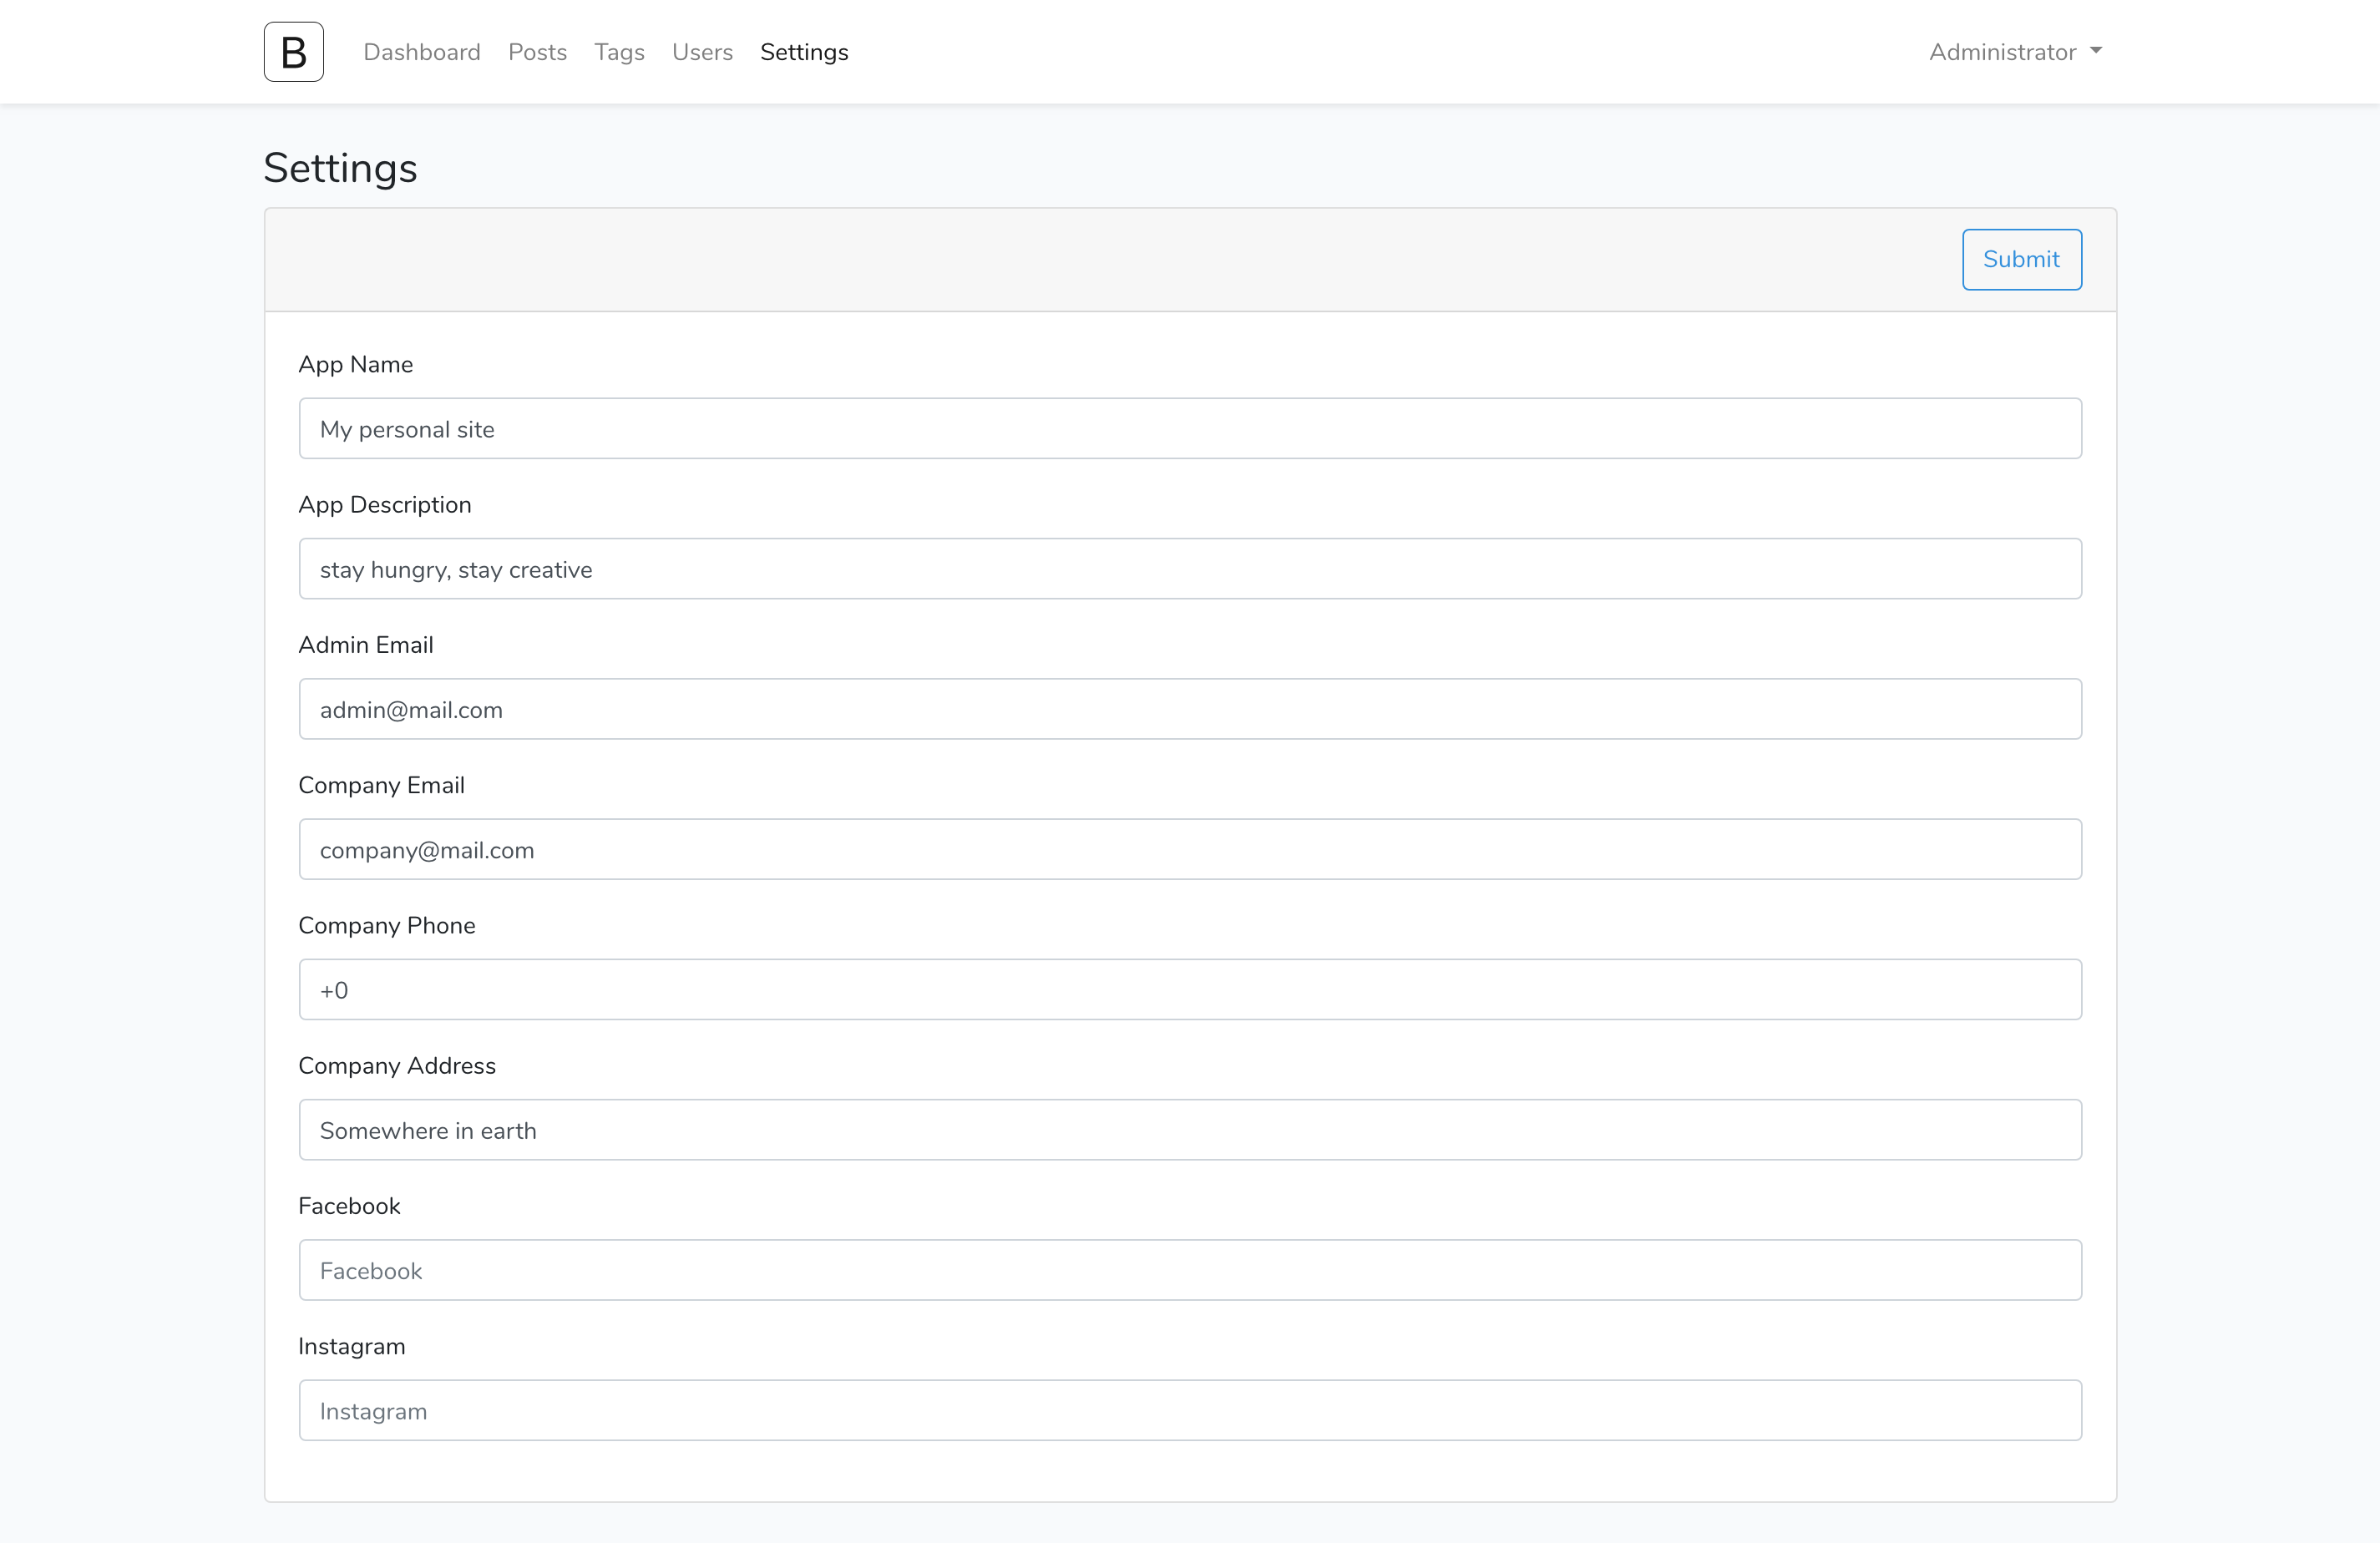 B Dashboard Posts Tags Users Settings Administrator
Settings
Submit
App Name
My personal site
App Description
stay hungry, stay creative
Admin Email
admin@mail.com
Company Email
company@mail.com
Company Phone
+0
Company Address
Somewhere in earth
Facebook
Facebook
Instagram
Instagram